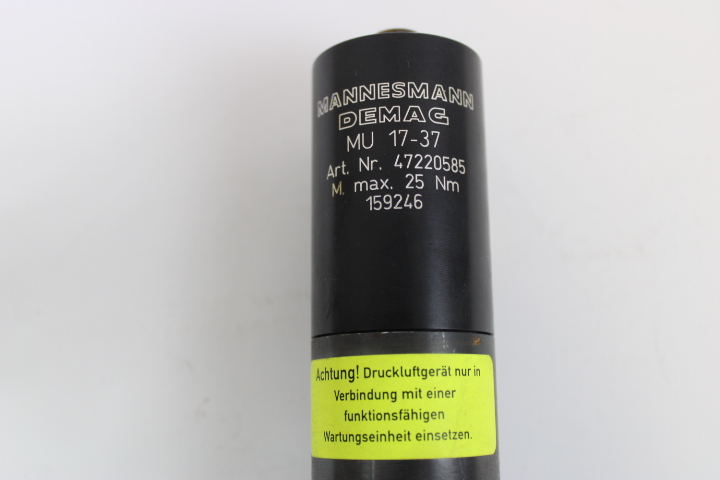 MANNESMANN
DEMAG
MU 17-37
Art. Nr. 47220585
M. max. 25 Nm
159246
Achtung! Druckluftgerät nur in
Verbindung mit einer
funktionsfähigen
Wartungseinheit einsetzen.